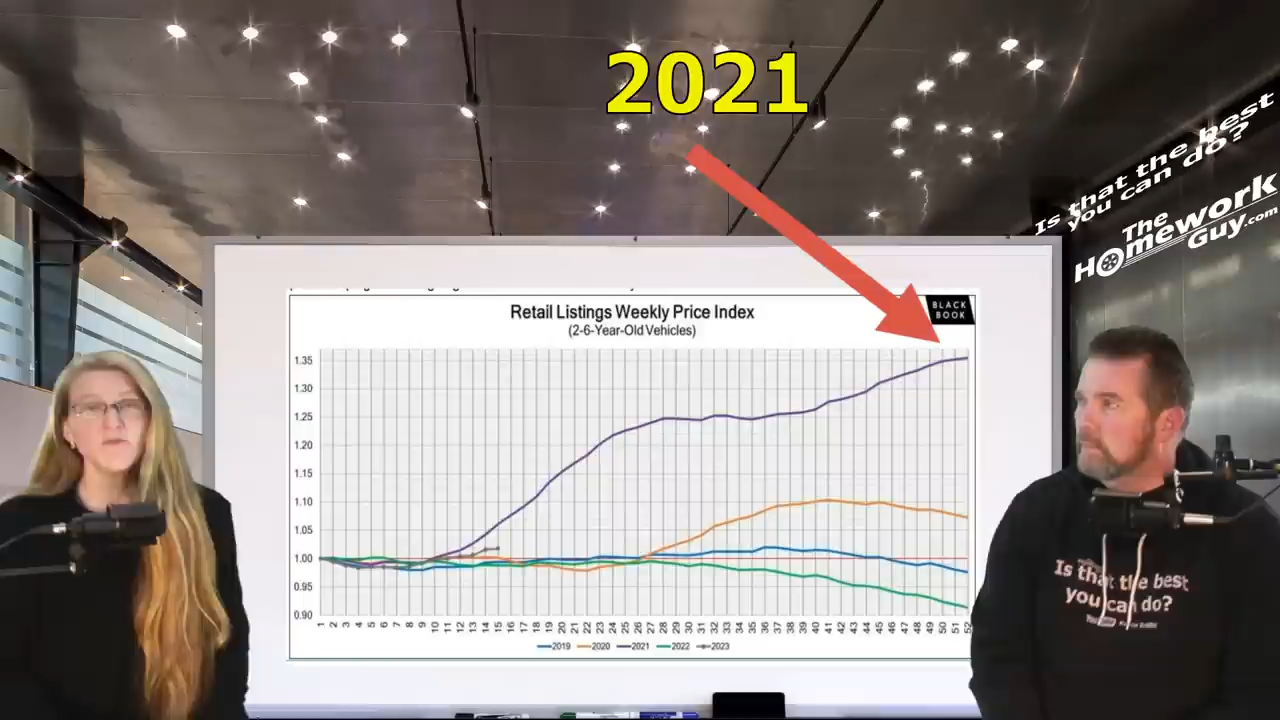 2021
Is that the best
you can do?
The
Homework
Guy.com
Retail Listings Weekly Price Index
(2-6-Year-Old Vehicles)
BLACK
BOOK
1.35
1.30
1.25
1.20
1.15
1.10
1.05
1.00
0.95
0.90
1 2 3 4 5 6 7 8 9 10 11 12 13 14 15 16 17 18 19 20 21 22 23 24 25 26 27 28 29 30 31 32 33 34 35 36 37 38 39 40 41 42 43 44 45 46 47 48 49 50 51 52
2019 2020 2021 2022 2023
Is that the best
you can do?